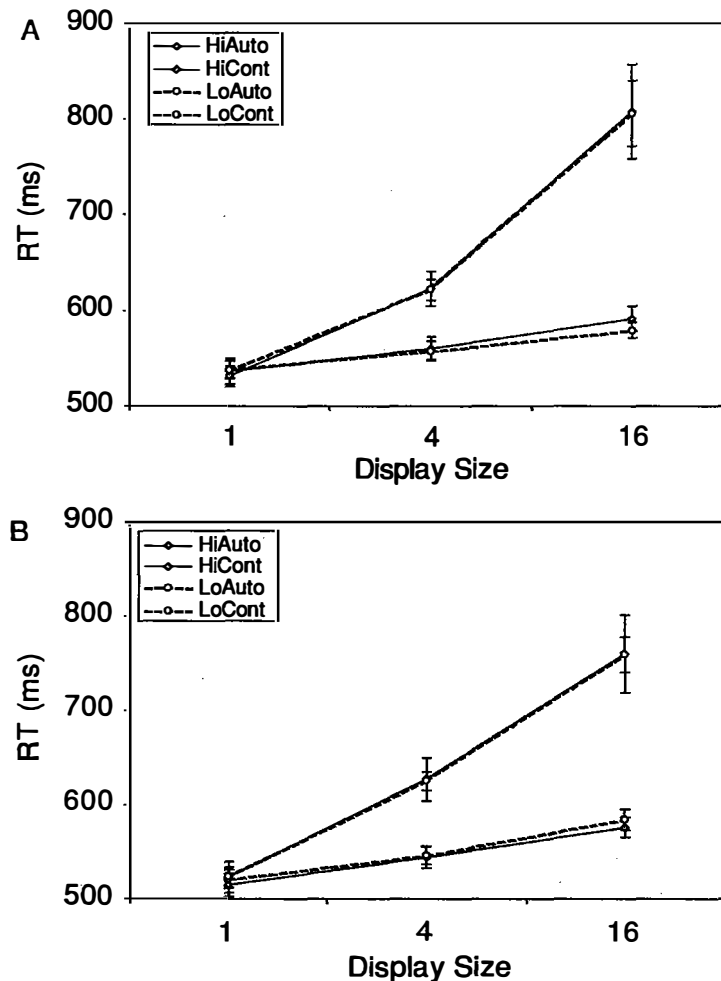 A
900
800
700
600
500
RT (ms)
HiAuto
HiCont
LoAuto
LoCont
1 4 16
Display Size
B
900
800
700
600
500
RT (ms)
HiAuto
HiCont
LoAuto
LoCont
1 4 16
Display Size